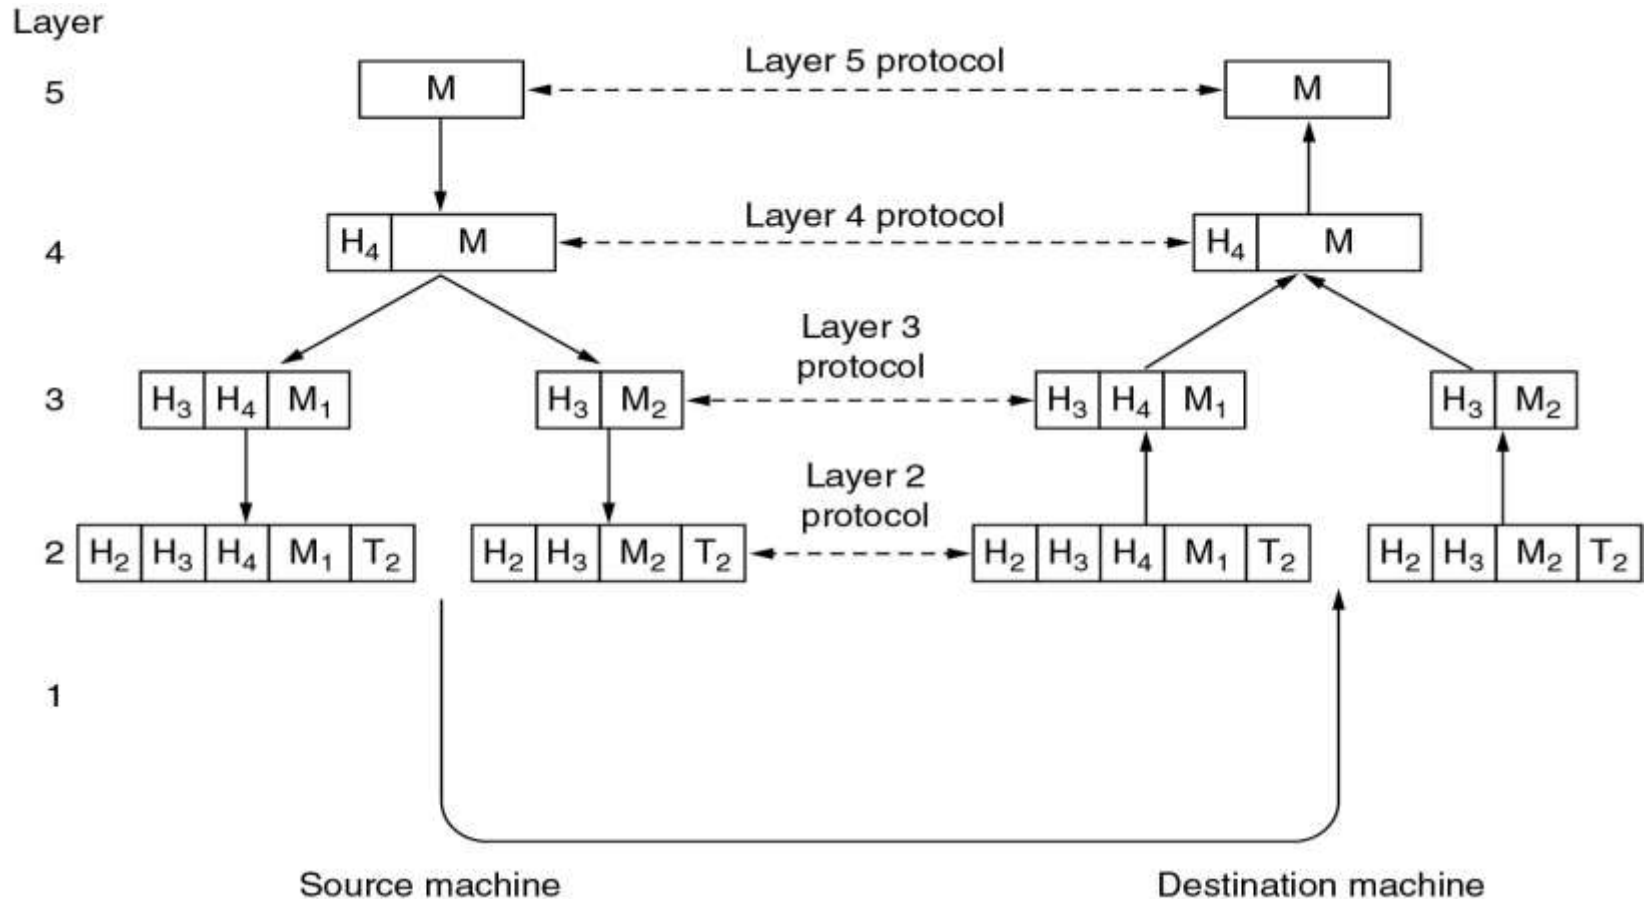 Layer
5 M Layer 5 protocol M
4 H₄ M Layer 4 protocol H₄ M
Layer 3
protocol
3 H₃ H₄ M₁ H₃ M₂ H₃ H₄ M₁ H₃ M₂
Layer 2
protocol
2 H₂ H₃ H₄ M₁ T₂ H₂ H₃ M₂ T₂ H₂ H₃ H₄ M₁ T₂ H₂ H₃ M₂ T₂
1
Source machine Destination machine